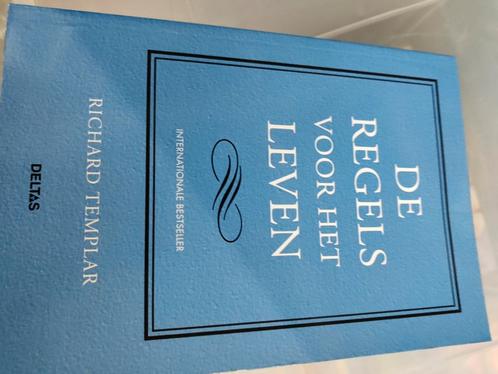 DE
REGELS
VOOR HET
LEVEN
INTERNATIONALE BESTSELLER
RICHARD TEMPLAR
DELTAS